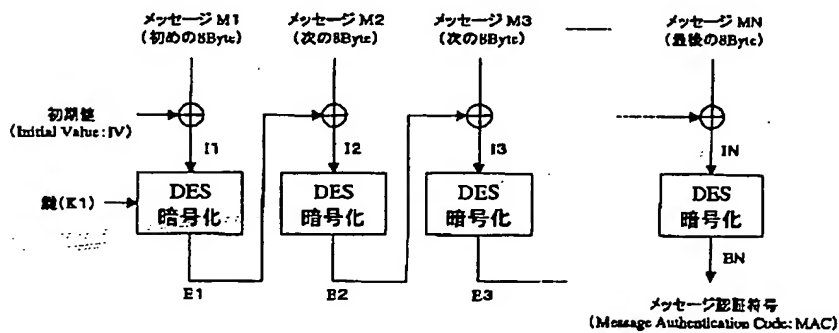 メッセージ M1
(初めの8Byte)
メッセージ M2
(次の8Byte)
メッセージ M3
(次の8Byte)
メッセージ MN
(最後の8Byte)
初期値
(Initial Value: IV)
I1
I2
I3
IN
鍵(K1)
DES
暗号化
DES
暗号化
DES
暗号化
DES
暗号化
E1
E2
E3
EN
メッセージ認証符号
(Message Authentication Code: MAC)